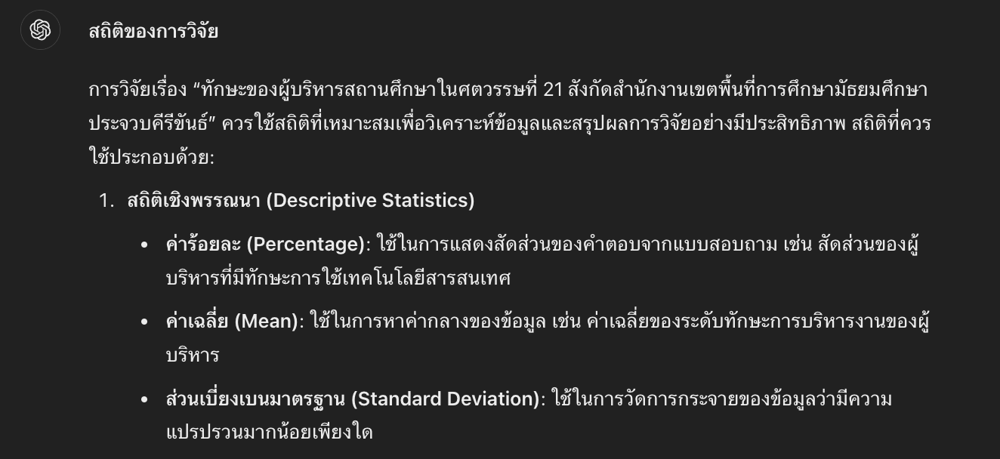 สถิติของการวิจัย
การวิจัยเรื่อง “ทักษะของผู้บริหารสถานศึกษาในศตวรรษที่ 21 สังกัดสำนักงานเขตพื้นที่การศึกษามัธยมศึกษา
ประจวบคีรีขันธ์” ควรใช้สถิติที่เหมาะสมเพื่อวิเคราะห์ข้อมูลและสรุปผลการวิจัยอย่างมีประสิทธิภาพ สถิติที่ควร
ใช้ประกอบด้วย:
1. สถิติเชิงพรรณนา (Descriptive Statistics)
• ค่าร้อยละ (Percentage): ใช้ในการแสดงสัดส่วนของคำตอบจากแบบสอบถาม เช่น สัดส่วนของผู้
บริหารที่มีทักษะการใช้เทคโนโลยีสารสนเทศ
• ค่าเฉลี่ย (Mean): ใช้ในการหาค่ากลางของข้อมูล เช่น ค่าเฉลี่ยของระดับทักษะการบริหารงานของผู้
บริหาร
• ส่วนเบี่ยงเบนมาตรฐาน (Standard Deviation): ใช้ในการวัดการกระจายของข้อมูลว่ามีความ
แปรปรวนมากน้อยเพียงใด